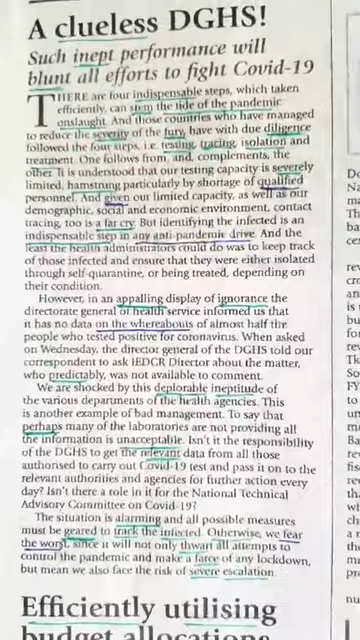 A clueless DGHS!
Such inept performance will
blunt all efforts to fight Covid-19
THERE are four indispensable steps, which taken
efficiently, can stem the tide of the pandemic
onslaught. And those countries who have managed
to reduce the severity of the fury, have with due diligence
followed the four steps, i.e. testing, tracing, isolation and
treatment. One follows from, and, complements, the
other. It is understood that our testing capacity is severely
limited, hamstrung particularly by shortage of qualified
personnel. And given our limited capacity, as well as our
demographic, social and economic environment, contact
tracing, too is a far cry. But identifying the infected is an
indispensable step in any anti-pandemic drive. And the
least the health administrators could do was to keep track
of those infected and ensure that they were either isolated
through self-quarantine, or being treated, depending on
their condition.
However, in an appalling display of ignorance the
directorate general of health service informed us that
it has no data on the whereabouts of almost half the
people who tested positive for coronavirus. When asked
on Wednesday, the director general of the DGHS told our
correspondent to ask IEDCR Director about the matter,
who predictably, was not available to comment.
We are shocked by this deplorable ineptitude of
the various departments of the health agencies. This
is another example of bad management. To say that
perhaps many of the laboratories are not providing all
the information is unacceptable. Isn't it the responsibility
of the DGHS to get the relevant data from all those
authorised to carry out Covid-19 test and pass it on to the
relevant authorities and agencies for further action every
day? Isn't there a role in it for the National Technical
Advisory Committee on Covid-19?
The situation is alarming and all possible measures
must be geared to track the infected. Otherwise, we fear
the worst, since it will not only thwart all attempts to
control the pandemic and make a farce of any lockdown,
but mean we also face the risk of severe escalation.
Efficiently utilising
budget allocations